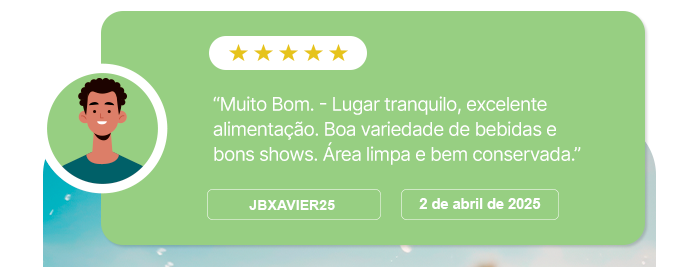 “Muito Bom. - Lugar tranquilo, excelente
alimentação. Boa variedade de bebidas e
bons shows. Área limpa e bem conservada.”
JBXAVIER25
2 de abril de 2025